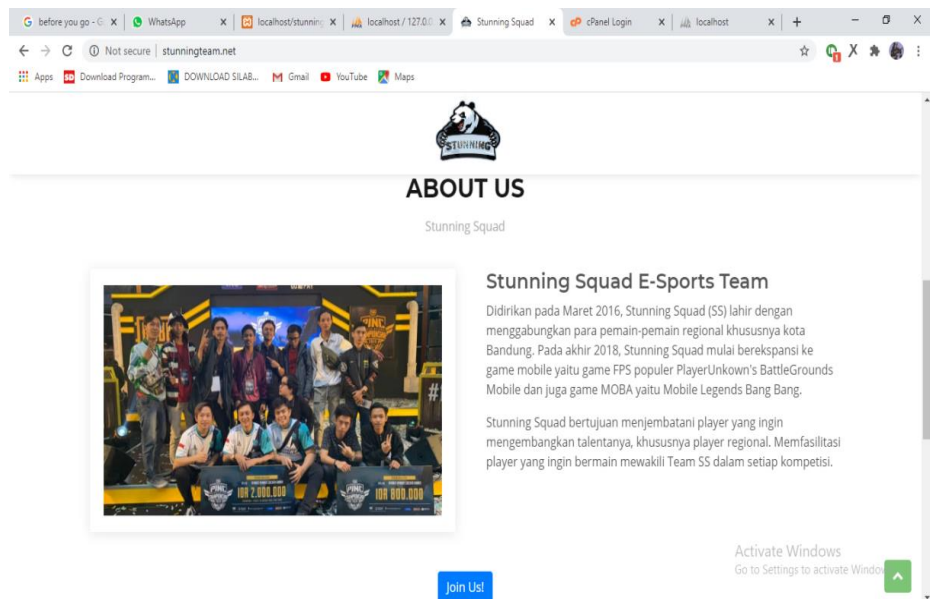 before you go - G
WhatsApp
localhost/stunning
localhost / 127.0.0
Stunning Squad
cPanel Login
localhost
Not secure | stunningteam.net
Apps
Download Program...
DOWNLOAD SILAB...
Gmail
YouTube
Maps
STUNNING
ABOUT US
Stunning Squad
Stunning Squad E-Sports Team
Didirikan pada Maret 2016, Stunning Squad (SS) lahir dengan
menggabungkan para pemain-pemain regional khususnya kota
Bandung. Pada akhir 2018, Stunning Squad mulai berekspansi ke
game mobile yaitu game FPS populer PlayerUnkown's BattleGrounds
Mobile dan juga game MOBA yaitu Mobile Legends Bang Bang.
Stunning Squad bertujuan menjembatani player yang ingin
mengembangkan talentanya, khususnya player regional. Memfasilitasi
player yang ingin bermain mewakili Team SS dalam setiap kompetisi.
IDR 2.000.000
IDR 800.000
Join Us!
Activate Windows
Go to Settings to activate Window